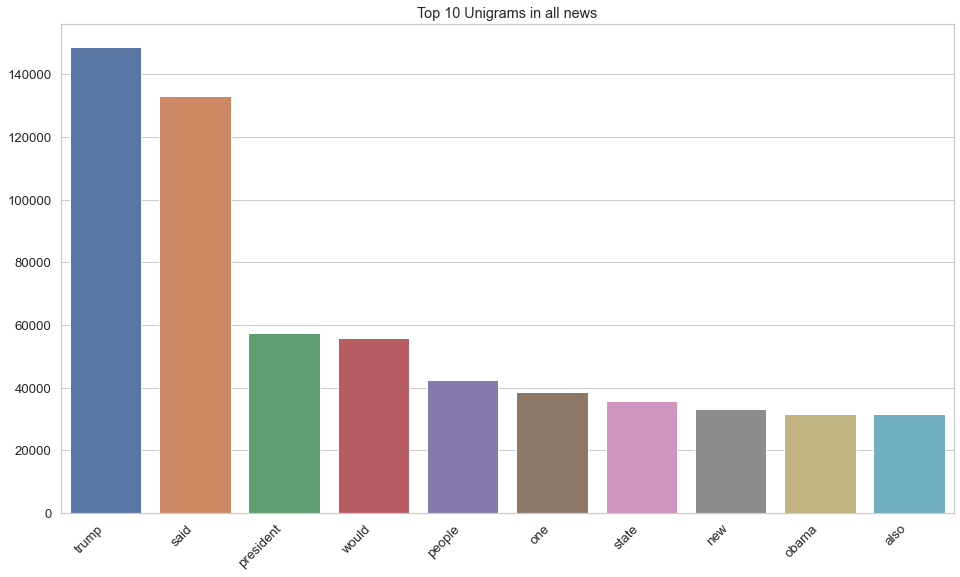 Top 10 Unigrams in all news
140000
120000
100000
80000
60000
40000
20000
0
trump
said
president
would
people
one
state
new
obama
also